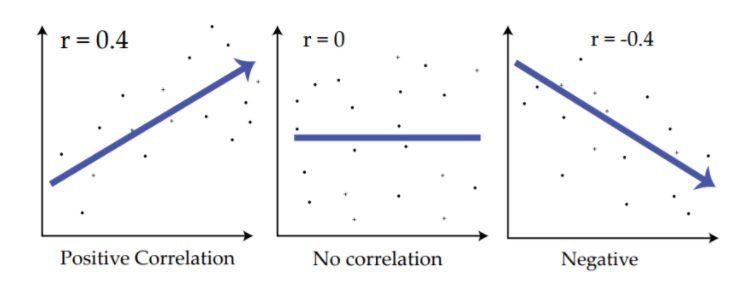 r = 0.4
r = 0
r = -0.4
Positive Correlation
No correlation
Negative